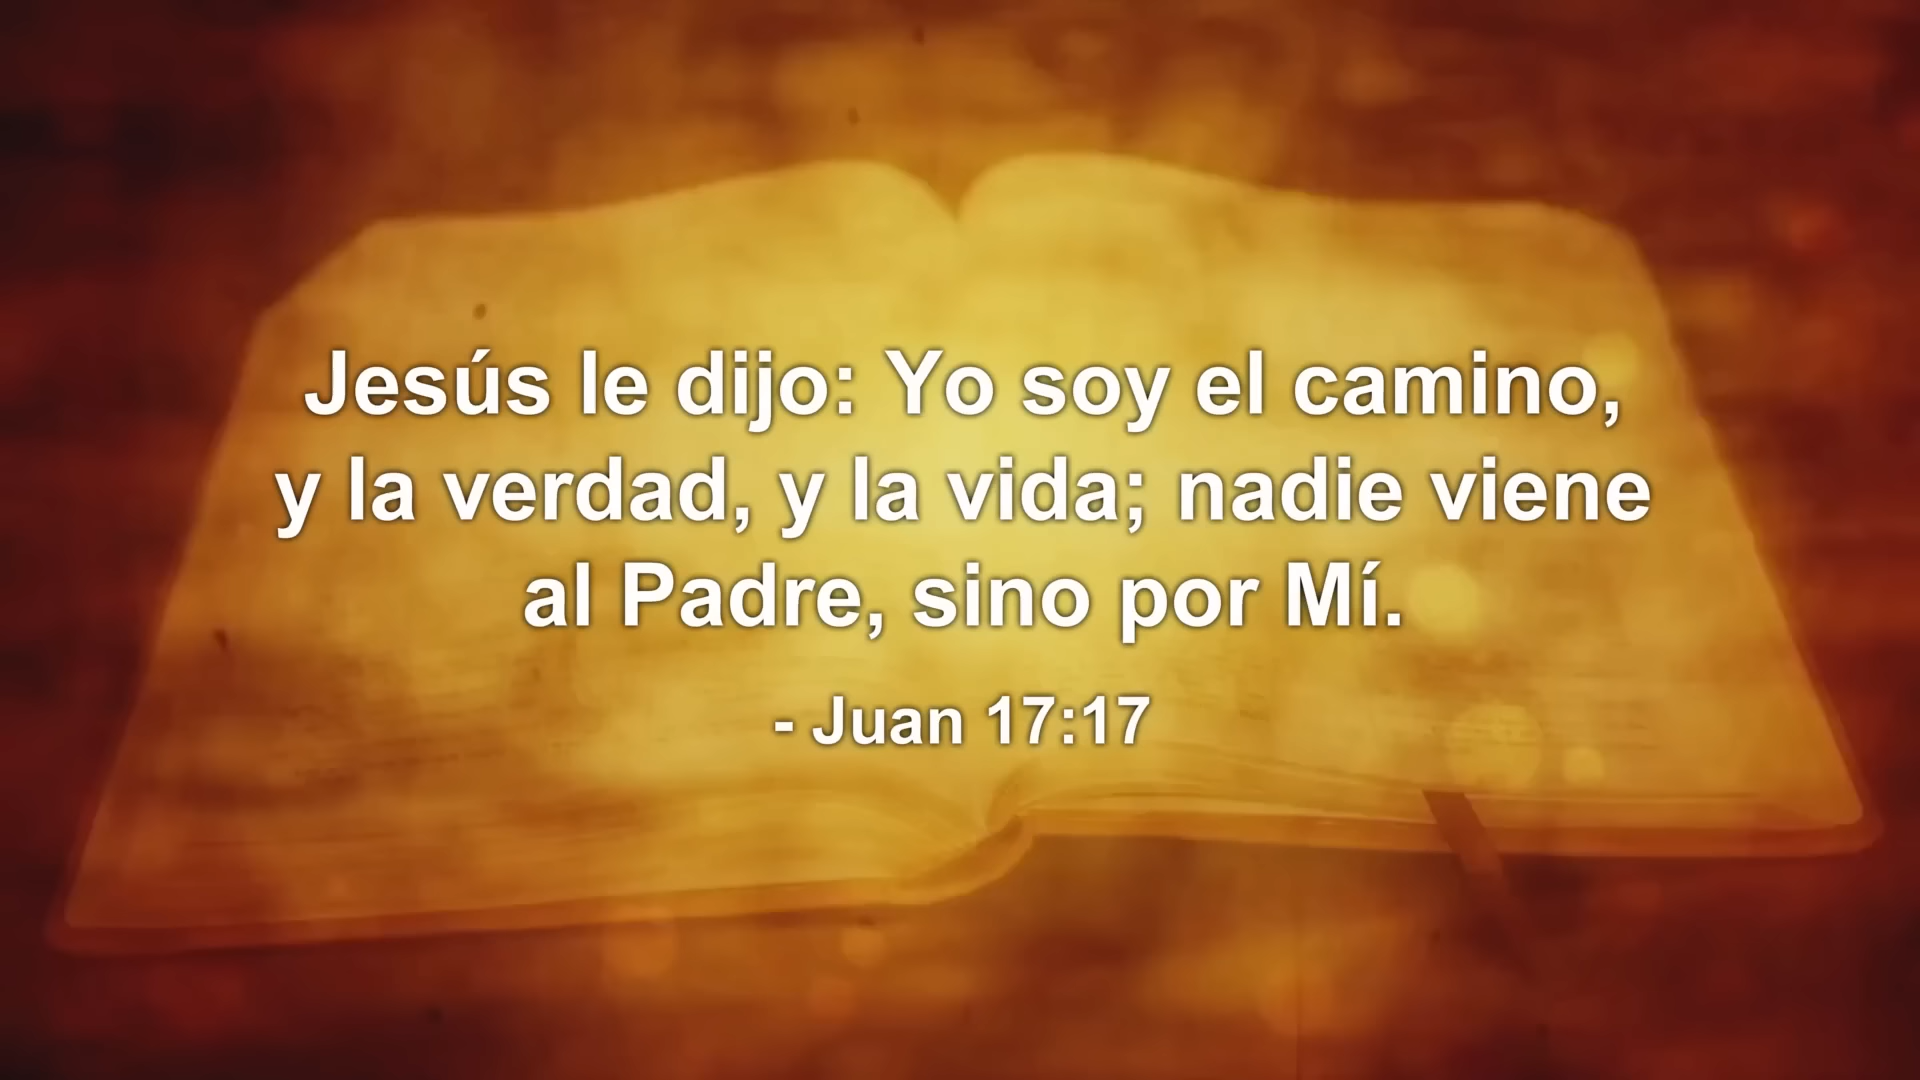 Jesús le dijo: Yo soy el camino,
y la verdad, y la vida; nadie viene
al Padre, sino por Mí.
- Juan 17:17